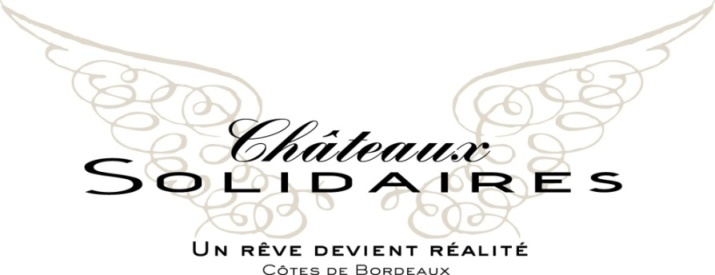 Châteaux
SOLIDAIRES
UN RÊVE DEVIENT RÉALITÉ
CÔTES DE BORDEAUX